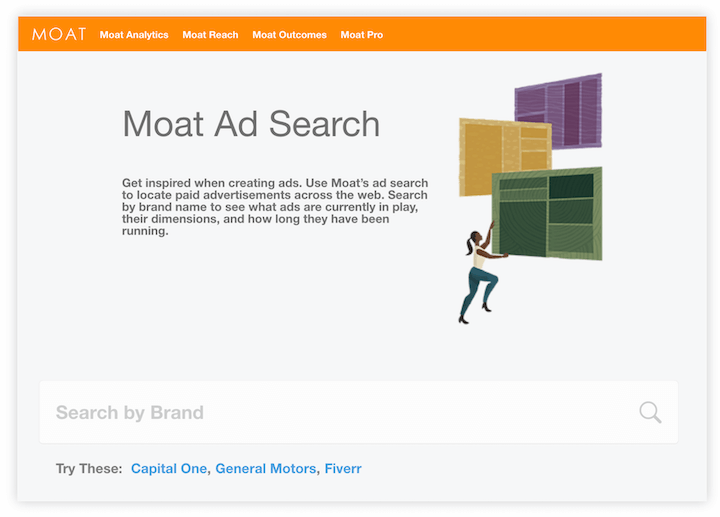 MOAT Moat Analytics Moat Reach Moat Outcomes Moat Pro
Moat Ad Search
Get inspired when creating ads. Use Moat's ad search
to locate paid advertisements across the web. Search
by brand name to see what ads are currently in play,
their dimensions, and how long they have been
running.
Search by Brand
Try These: Capital One, General Motors, Fiverr